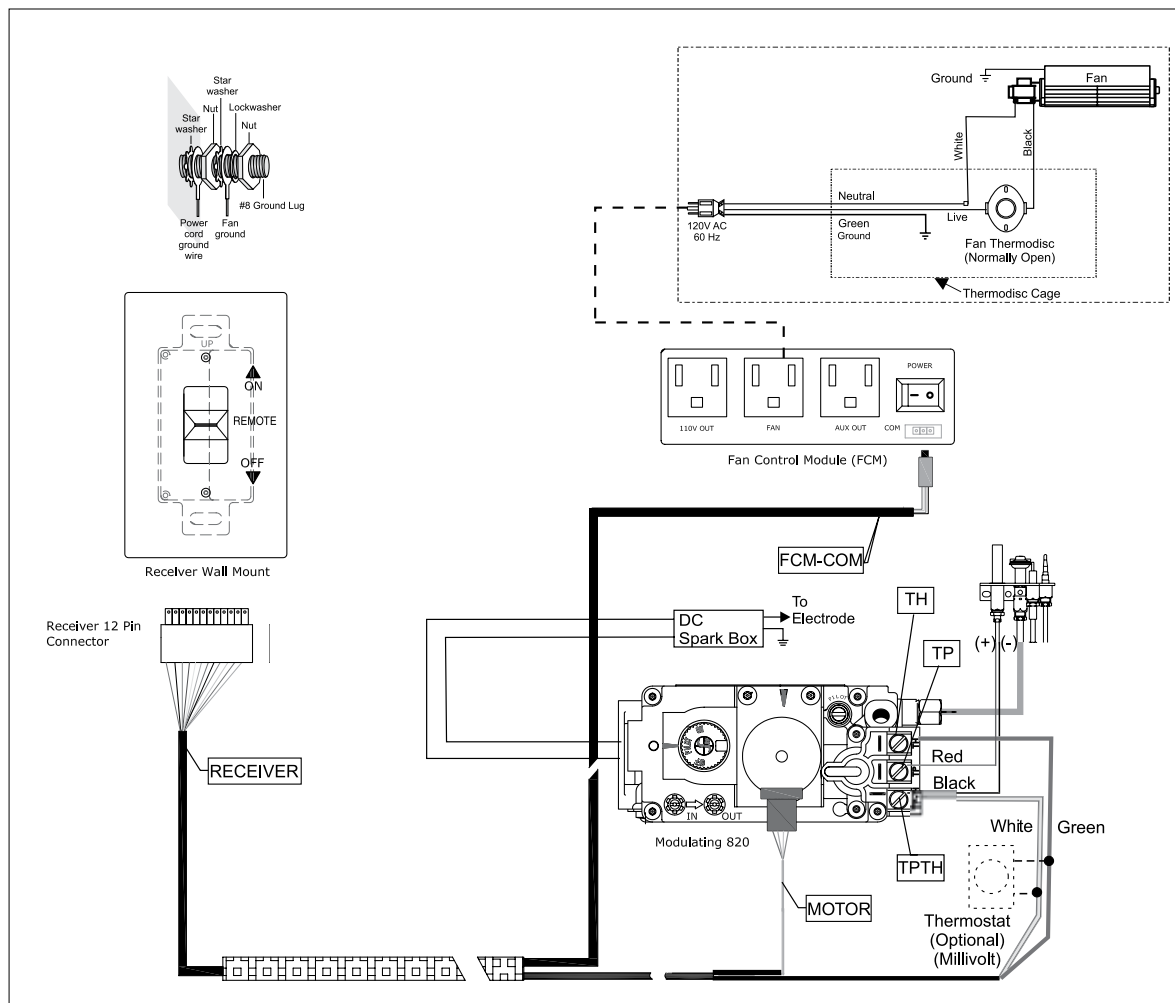 Star
washer
Nut
Lockwasher
Star
washer
Nut
#8 Ground Lug
Power
cord
ground
wire
Fan
ground
Ground
Fan
White
Black
Neutral
Live
Green
Ground
120V AC
60 Hz
Fan Thermodisc
(Normally Open)
Thermodisc Cage
UP
ON
REMOTE
OFF
Receiver Wall Mount
110V OUT
FAN
AUX OUT
POWER
COM
Fan Control Module (FCM)
FCM-COM
Receiver 12 Pin
Connector
RECEIVER
DC
Spark Box
To
Electrode
TH
TP
(+)
(-)
PILOT
Red
Black
IN
OUT
Modulating 820
White
Green
TPTH
MOTOR
Thermostat
(Optional)
(Millivolt)